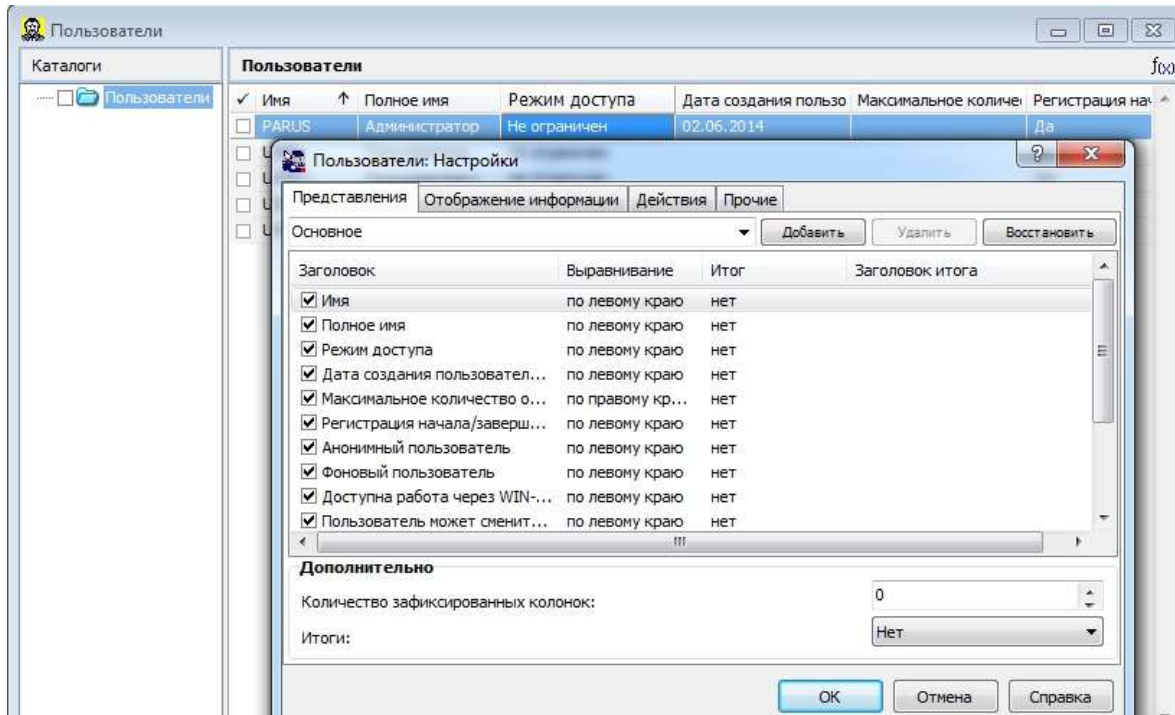 Пользователи
Каталоги
Пользователи
f(x)
Пользователи
✓ Имя ↑ Полное имя Режим доступа Дата создания пользо Максимальное количе Регистрация нач
PARUS Администратор Не ограничен 02.06.2014 Да
Пользователи: Настройки
Представления Отображение информации Действия Прочие
Основное Добавить Удалить Восстановить
Заголовок Выравнивание Итог Заголовок итога
Имя по левому краю нет
Полное имя по левому краю нет
Режим доступа по левому краю нет
Дата создания пользовател... по левому краю нет
Максимальное количество о... по правому кр... нет
Регистрация начала/заверш... по левому краю нет
Анонимный пользователь по левому краю нет
Фоновый пользователь по левому краю нет
Доступна работа через WIN-... по левому краю нет
Пользователь может сменит... по левому краю нет
Дополнительно
Количество зафиксированных колонок: 0
Итоги: Нет
OK Отмена Справка